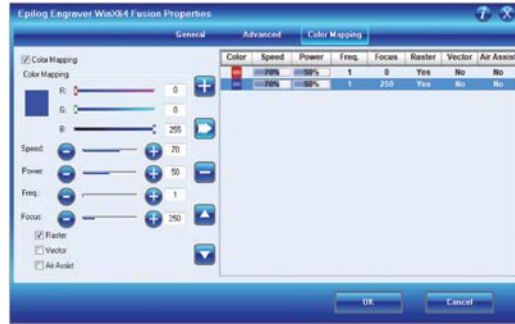 Epilog Engraver WinX64 Fusion Properties
General Advanced Color Mapping
Color Mapping
Color Mapping
R: 0
G: 0
B: 255
Speed: 70
Power: 50
Freq.: 1
Focus: 250
Raster
Vector
Air Assist
Color Speed Power Freq. Focus Raster Vector Air Assist
70% 50% 1 0 Yes No No
70% 50% 1 250 Yes No No
OK Cancel